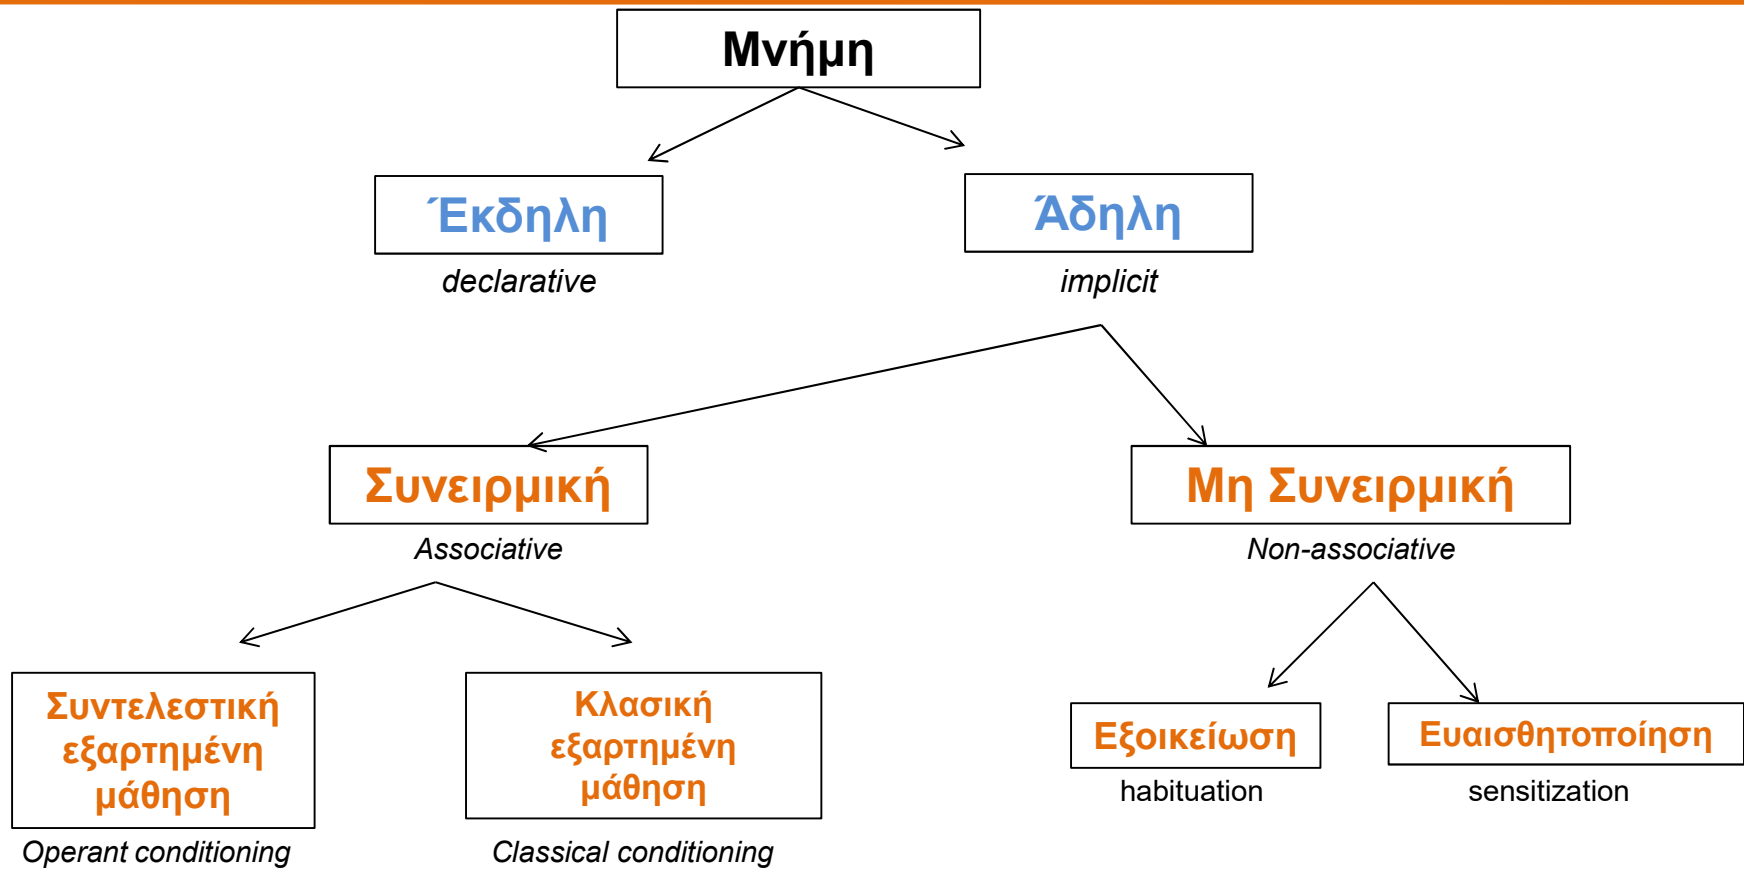 Μνήμη
Έκδηλη
Άδηλη
declarative
implicit
Συνειρμική
Μη Συνειρμική
Associative
Non-associative
Συντελεστική
εξαρτημένη
μάθηση
Operant conditioning
Κλασική
εξαρτημένη
μάθηση
Classical conditioning
Εξοικείωση
habituation
Ευαισθητοποίηση
sensitization